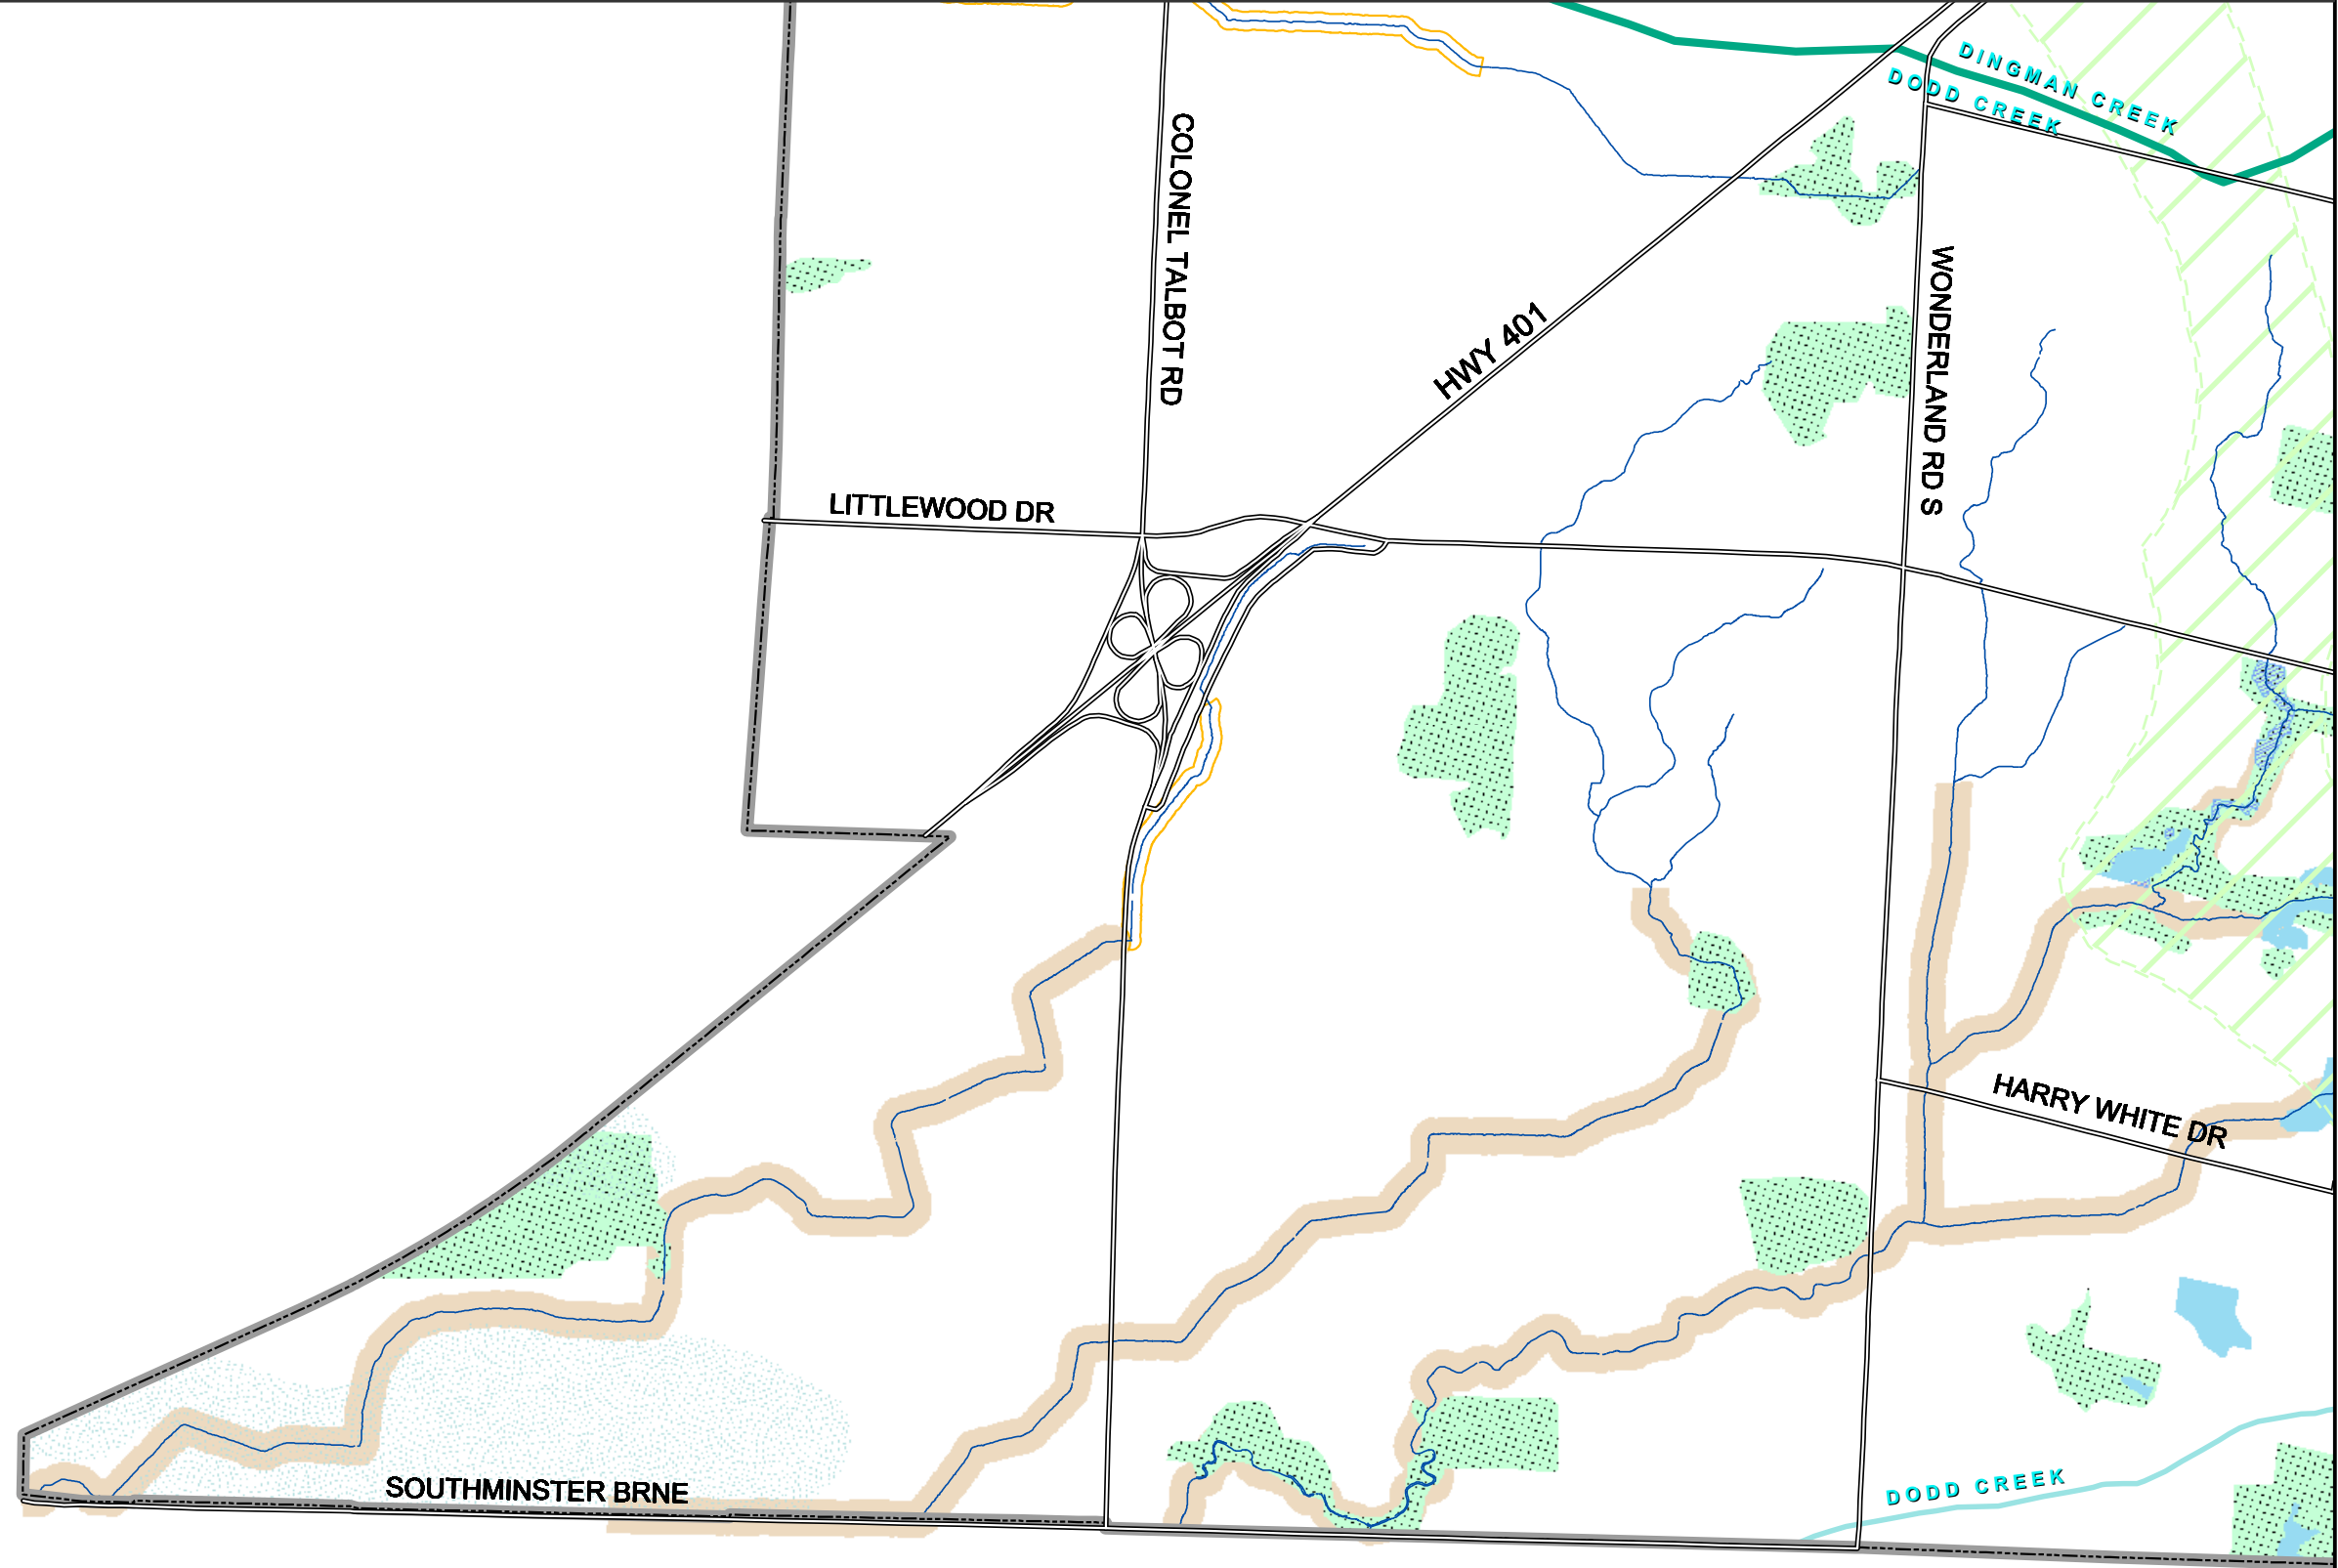 DINGMAN CREEK
DODD CREEK
COLONEL TALBOT RD
WONDERLAND RD S
HWY 401
LITTLEWOOD DR
HARRY WHITE DR
SOUTHMINSTER BRNE
DODD CREEK